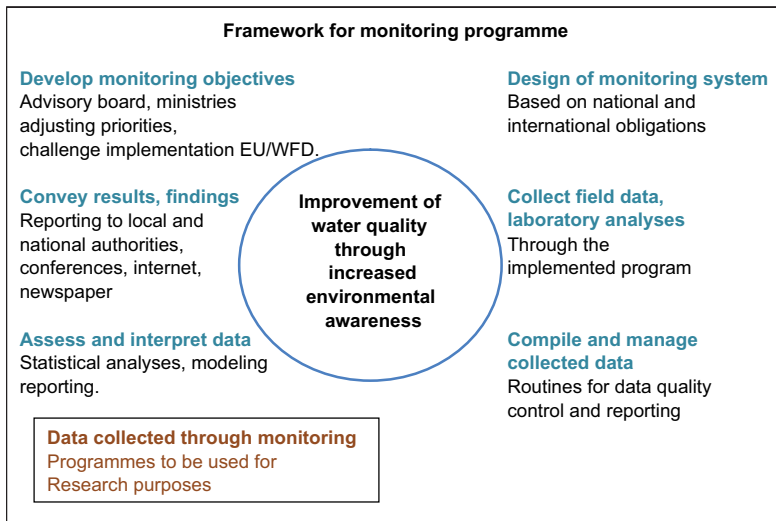 Framework for monitoring programme
Develop monitoring objectives
Advisory board, ministries
adjusting priorities,
challenge implementation EU/WFD.
Design of monitoring system
Based on national and
international obligations
Convey results, findings
Reporting to local and
national authorities,
conferences, internet,
newspaper
Improvement of
water quality
through
increased
environmental
awareness
Collect field data,
laboratory analyses
Through the
implemented program
Assess and interpret data
Statistical analyses, modeling
reporting.
Compile and manage
collected data
Routines for data quality
control and reporting
Data collected through monitoring
Programmes to be used for
Research purposes